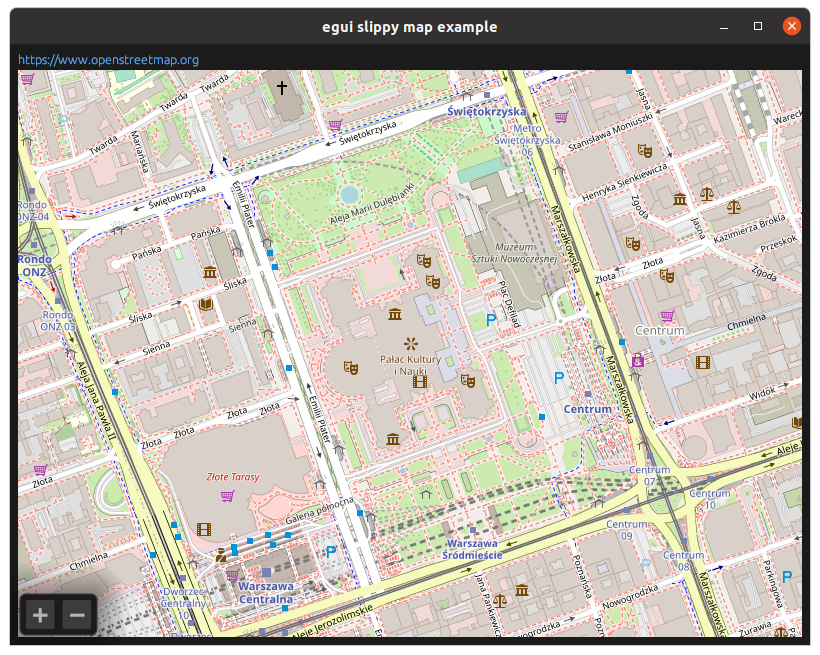 egui slippy map example
https://www.openstreetmap.org
Twarda
Twarda
Twarda
Mariańska
Świętokrzyska
Świętokrzyska
Świętokrzyska
Świętokrzyska
Metro
Świętokrzyska
06
Jasna
Stanisława Moniuszki
Henryka Sienkiewicza
Zgoda
Jasna
Kazimierza Brokla
Przeskok
Zgoda
Złota
Złota
Rondo
ONZ-04
Rondo
ONZ
Rondo
ONZ 03
Emilii Plater
Aleja Marii Dulębianki
Pańska
Pańska
Śliska
Śliska
Sienna
Sienna
Muzeum
Sztuki Nowoczesnej
Plac Defilad
P
Marszałkowska
Marszałkowska
Pałac Kultury
i Nauki
P
Centrum
Chmielna
Widok
Centrum
Aleja Jana Pawła II
Emilii Plater
Złota
Złota
Złota
Złota
Złota
Złote Tarasy
Galeria północna
Aleje
Centrum
07
Centrum
10
Centrum
09
Centrum
08
Warszawa
Śródmieście
P
Warszawa
Centralna
Chmielna
Dworzec
Centralny
Dworzec
Aleje Jerozolimskie
Jana Pankiewicza
Poznańska
Nowogrodzka
Nowogrodzka
Marszałkowska
Parkingowa
P
Żurawia
+
−